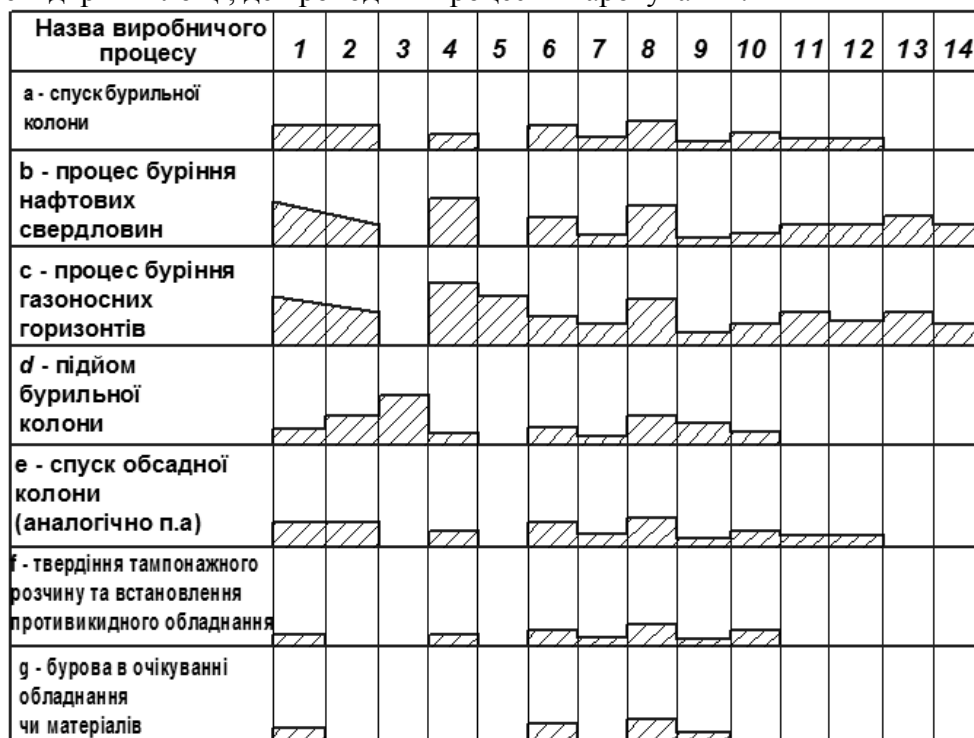 Назва виробничого
процесу
1 2 3 4 5 6 7 8 9 10 11 12 13 14
а - спуск бурильної
колони
b - процес буріння
нафтових
свердловин
с - процес буріння
газоносних
горизонтів
d - підйом
бурильної
колони
е - спуск обсадної
колони
(аналогічно п.а)
f - твердіння тампонажного
розчину та встановлення
противикидного обладнання
g - бурова в очікуванні
обладнання
чи матеріалів